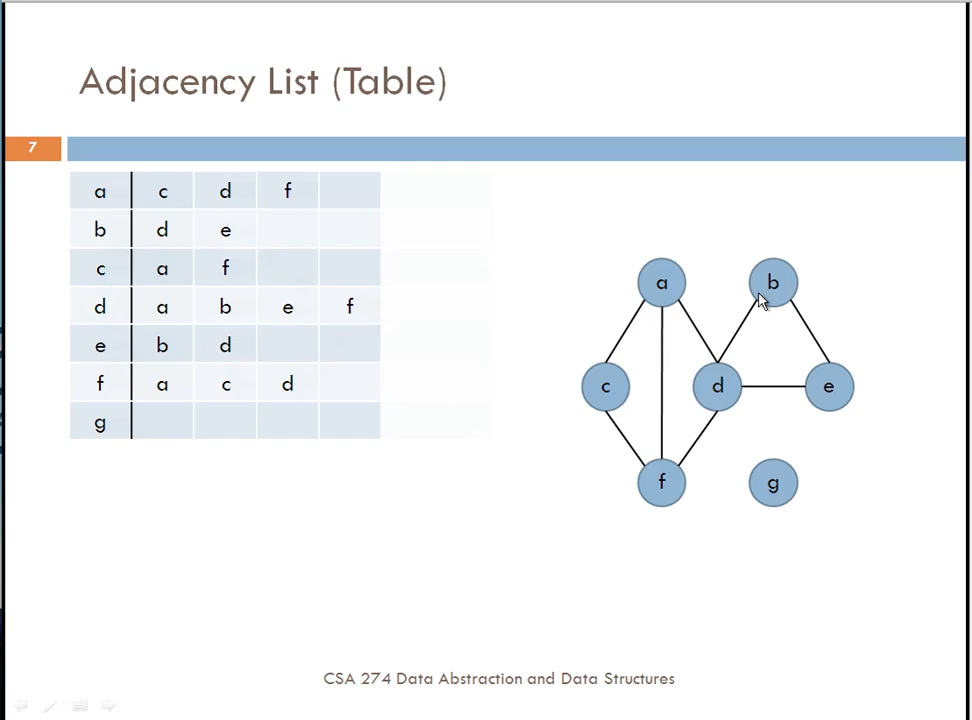 Adjacency List (Table)
7
a c d f
b d e
c a f
d a b e f
e b d
f a c d
g
a b
c d e
f g
CSA 274 Data Abstraction and Data Structures